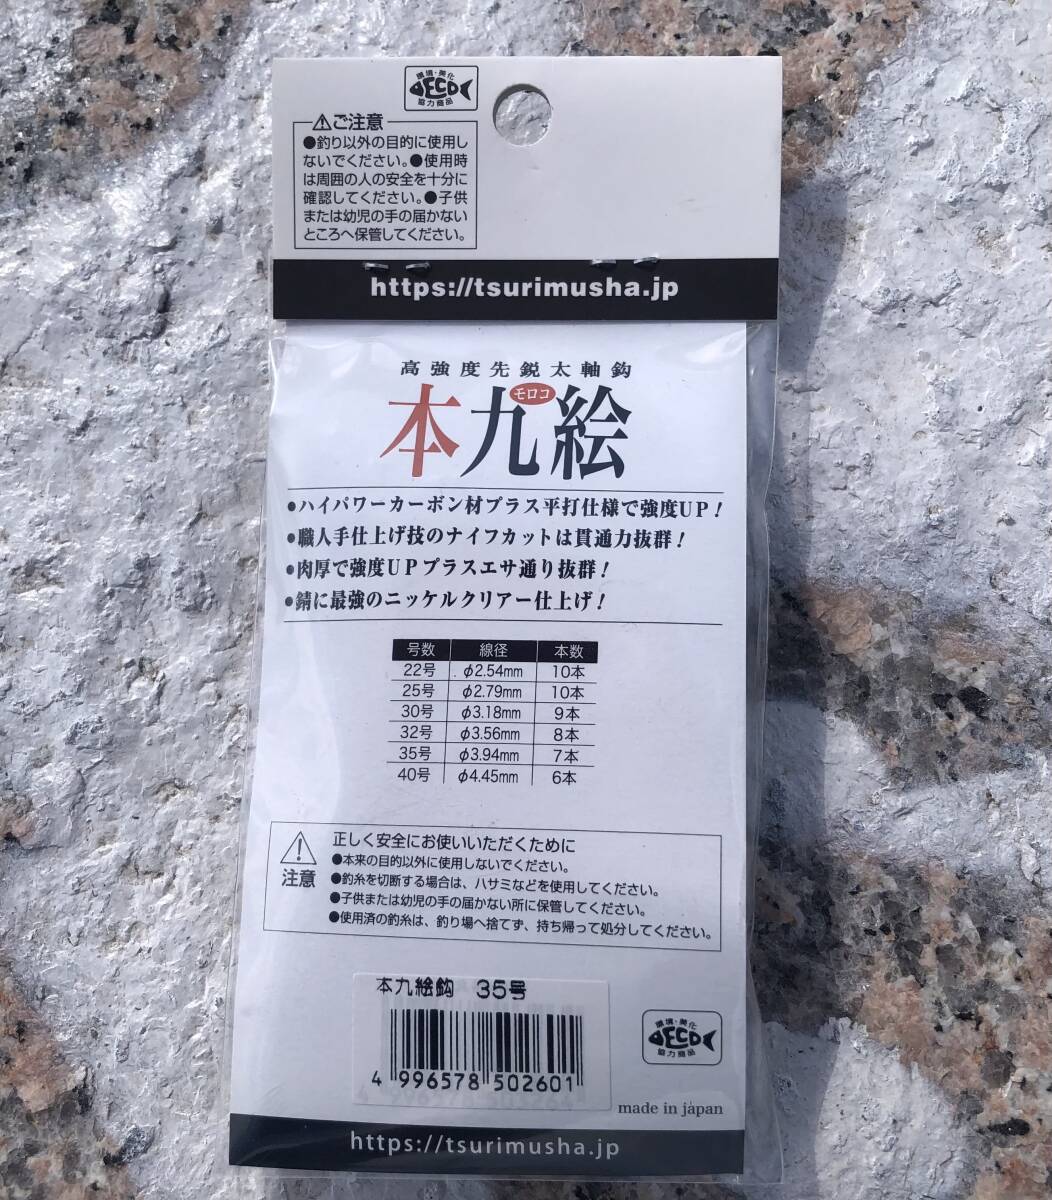 環境・美化
ECO
協力商品
⚠ご注意
●釣り以外の目的に使用し
ないでください。●使用時
は周囲の人の安全を十分に
確認してください。●子供
または幼児の手の届かない
ところへ保管してください。
https://tsurimusha.jp
高強度先鋭太軸鈎
モロコ
本九絵
●ハイパワーカーボン材プラス平打仕様で強度UP!
●職人手仕上げ技のナイフカットは貫通力抜群!
●肉厚で強度UPプラスエサ通り抜群!
●錆に最強のニッケルクリアー仕上げ!
号数 線径 本数
22号 φ2.54mm 10本
25号 φ2.79mm 10本
30号 φ3.18mm 9本
32号 φ3.56mm 8本
35号 φ3.94mm 7本
40号 φ4.45mm 6本
注意
正しく安全にお使いいただくために
●本来の目的以外に使用しないでください。
●釣糸を切断する場合は、ハサミなどを使用してください。
●子供または幼児の手の届かない所に保管してください。
●使用済の釣糸は、釣り場へ捨てず、持ち帰って処分してください。
本九絵鈎 35号
4 996578 502601
環境・美化
ECO
協力商品
made in japan
https://tsurimusha.jp